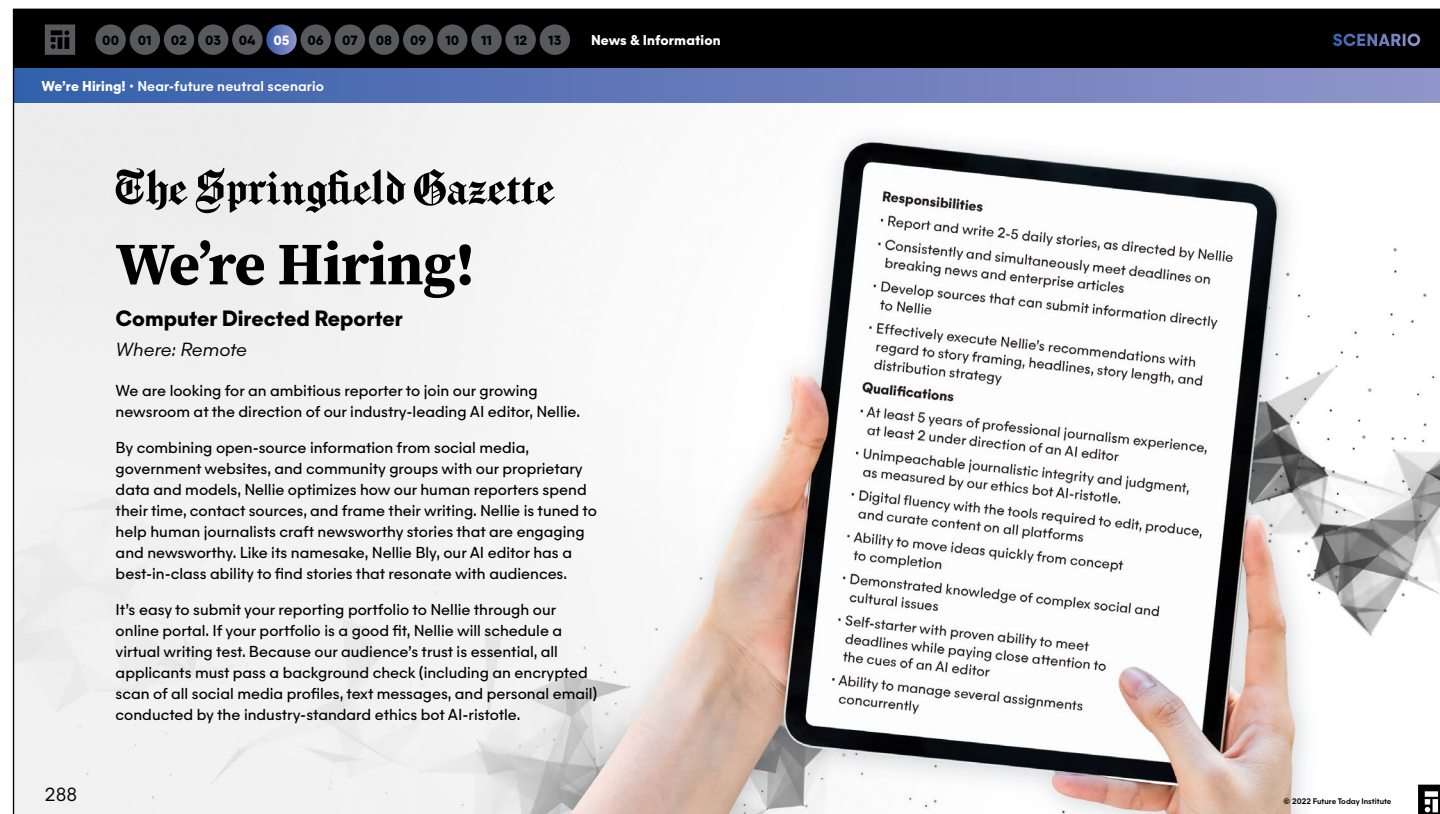 00 01 02 03 04 05 06 07 08 09 10 11 12 13 News & Information SCENARIO
We're Hiring! • Near-future neutral scenario
The Springfield Gazette
We're Hiring!
Computer Directed Reporter
Where: Remote
We are looking for an ambitious reporter to join our growing
newsroom at the direction of our industry-leading AI editor, Nellie.
By combining open-source information from social media,
government websites, and community groups with our proprietary
data and models, Nellie optimizes how our human reporters spend
their time, contact sources, and frame their writing. Nellie is tuned to
help human journalists craft newsworthy stories that are engaging
and newsworthy. Like its namesake, Nellie Bly, our AI editor has a
best-in-class ability to find stories that resonate with audiences.
It's easy to submit your reporting portfolio to Nellie through our
online portal. If your portfolio is a good fit, Nellie will schedule a
virtual writing test. Because our audience's trust is essential, all
applicants must pass a background check (including an encrypted
scan of all social media profiles, text messages, and personal email)
conducted by the industry-standard ethics bot AI-ristotle.
Responsibilities
• Report and write 2-5 daily stories, as directed by Nellie
• Consistently and simultaneously meet deadlines on
breaking news and enterprise articles
• Develop sources that can submit information directly
to Nellie
• Effectively execute Nellie's recommendations with
regard to story framing, headlines, story length, and
distribution strategy
Qualifications
• At least 5 years of professional journalism experience,
at least 2 under direction of an AI editor
• Unimpeachable journalistic integrity and judgment,
as measured by our ethics bot AI-ristotle.
• Digital fluency with the tools required to edit, produce,
and curate content on all platforms
• Ability to move ideas quickly from concept
to completion
• Demonstrated knowledge of complex social and
cultural issues
• Self-starter with proven ability to meet
deadlines while paying close attention to
the cues of an AI editor
• Ability to manage several assignments
concurrently
288
© 2022 Future Today Institute